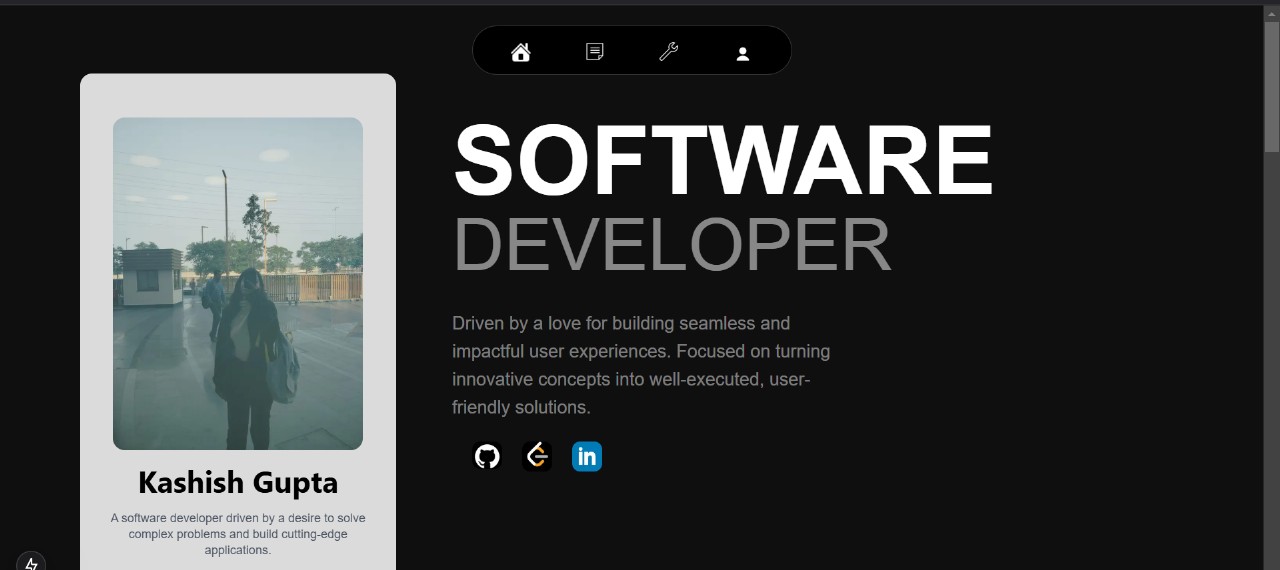 SOFTWARE
DEVELOPER
Driven by a love for building seamless and
impactful user experiences. Focused on turning
innovative concepts into well-executed, user-
friendly solutions.
in
Kashish Gupta
A software developer driven by a desire to solve
complex problems and build cutting-edge
applications.